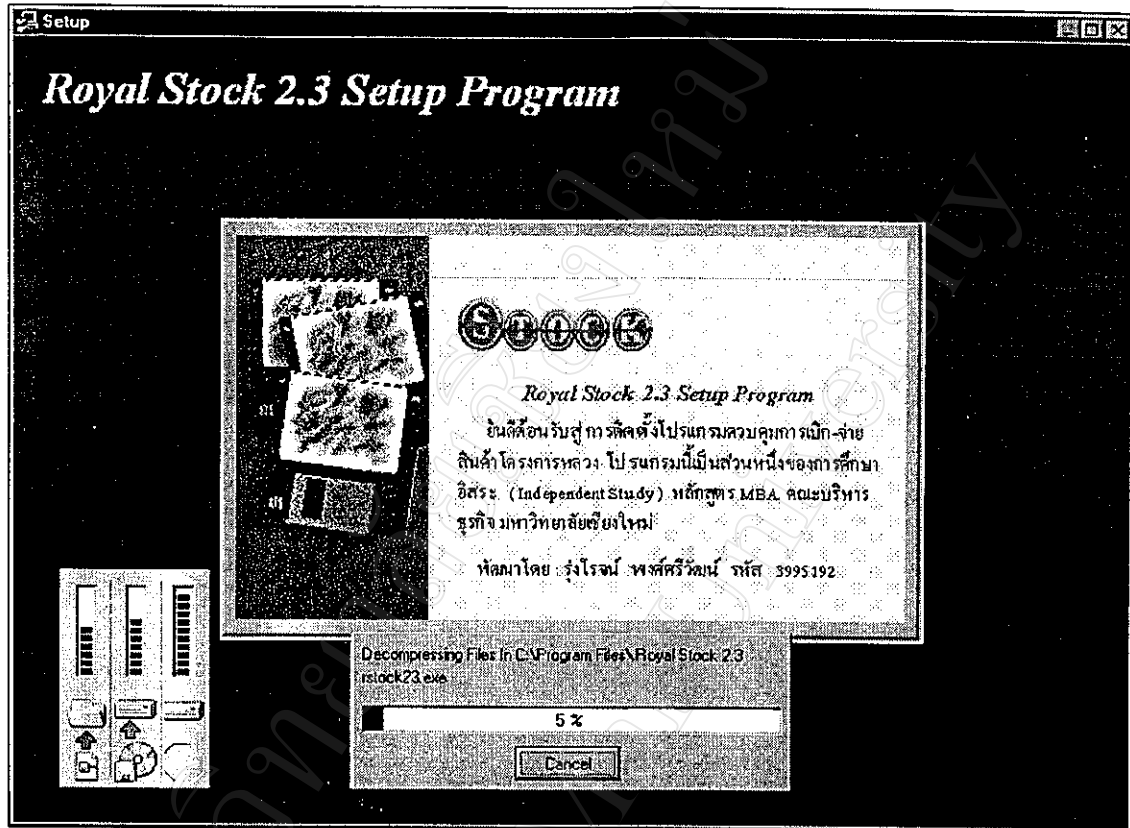 Setup
Royal Stock 2.3 Setup Program
Stock
Royal Stock 2.3 Setup Program
ยินดีต้อนรับสู่ การติดตั้งโปรแกรมควบคุมการเบิก-จ่าย
สินค้าโครงการหลวง โปรแกรมนี้เป็นส่วนหนึ่งของการศึกษา
อิสระ (Independent Study) หลักสูตร MBA คณะบริหาร
ธุรกิจ มหาวิทยาลัยเชียงใหม่
พัฒนาโดย รุ่งโรจน์ พงศ์ศรีวัฒน์ รหัส 3995192
Decompressing Files In C:\Program Files\Royal Stock 2.3
rstock23.exe
5 %
Cancel